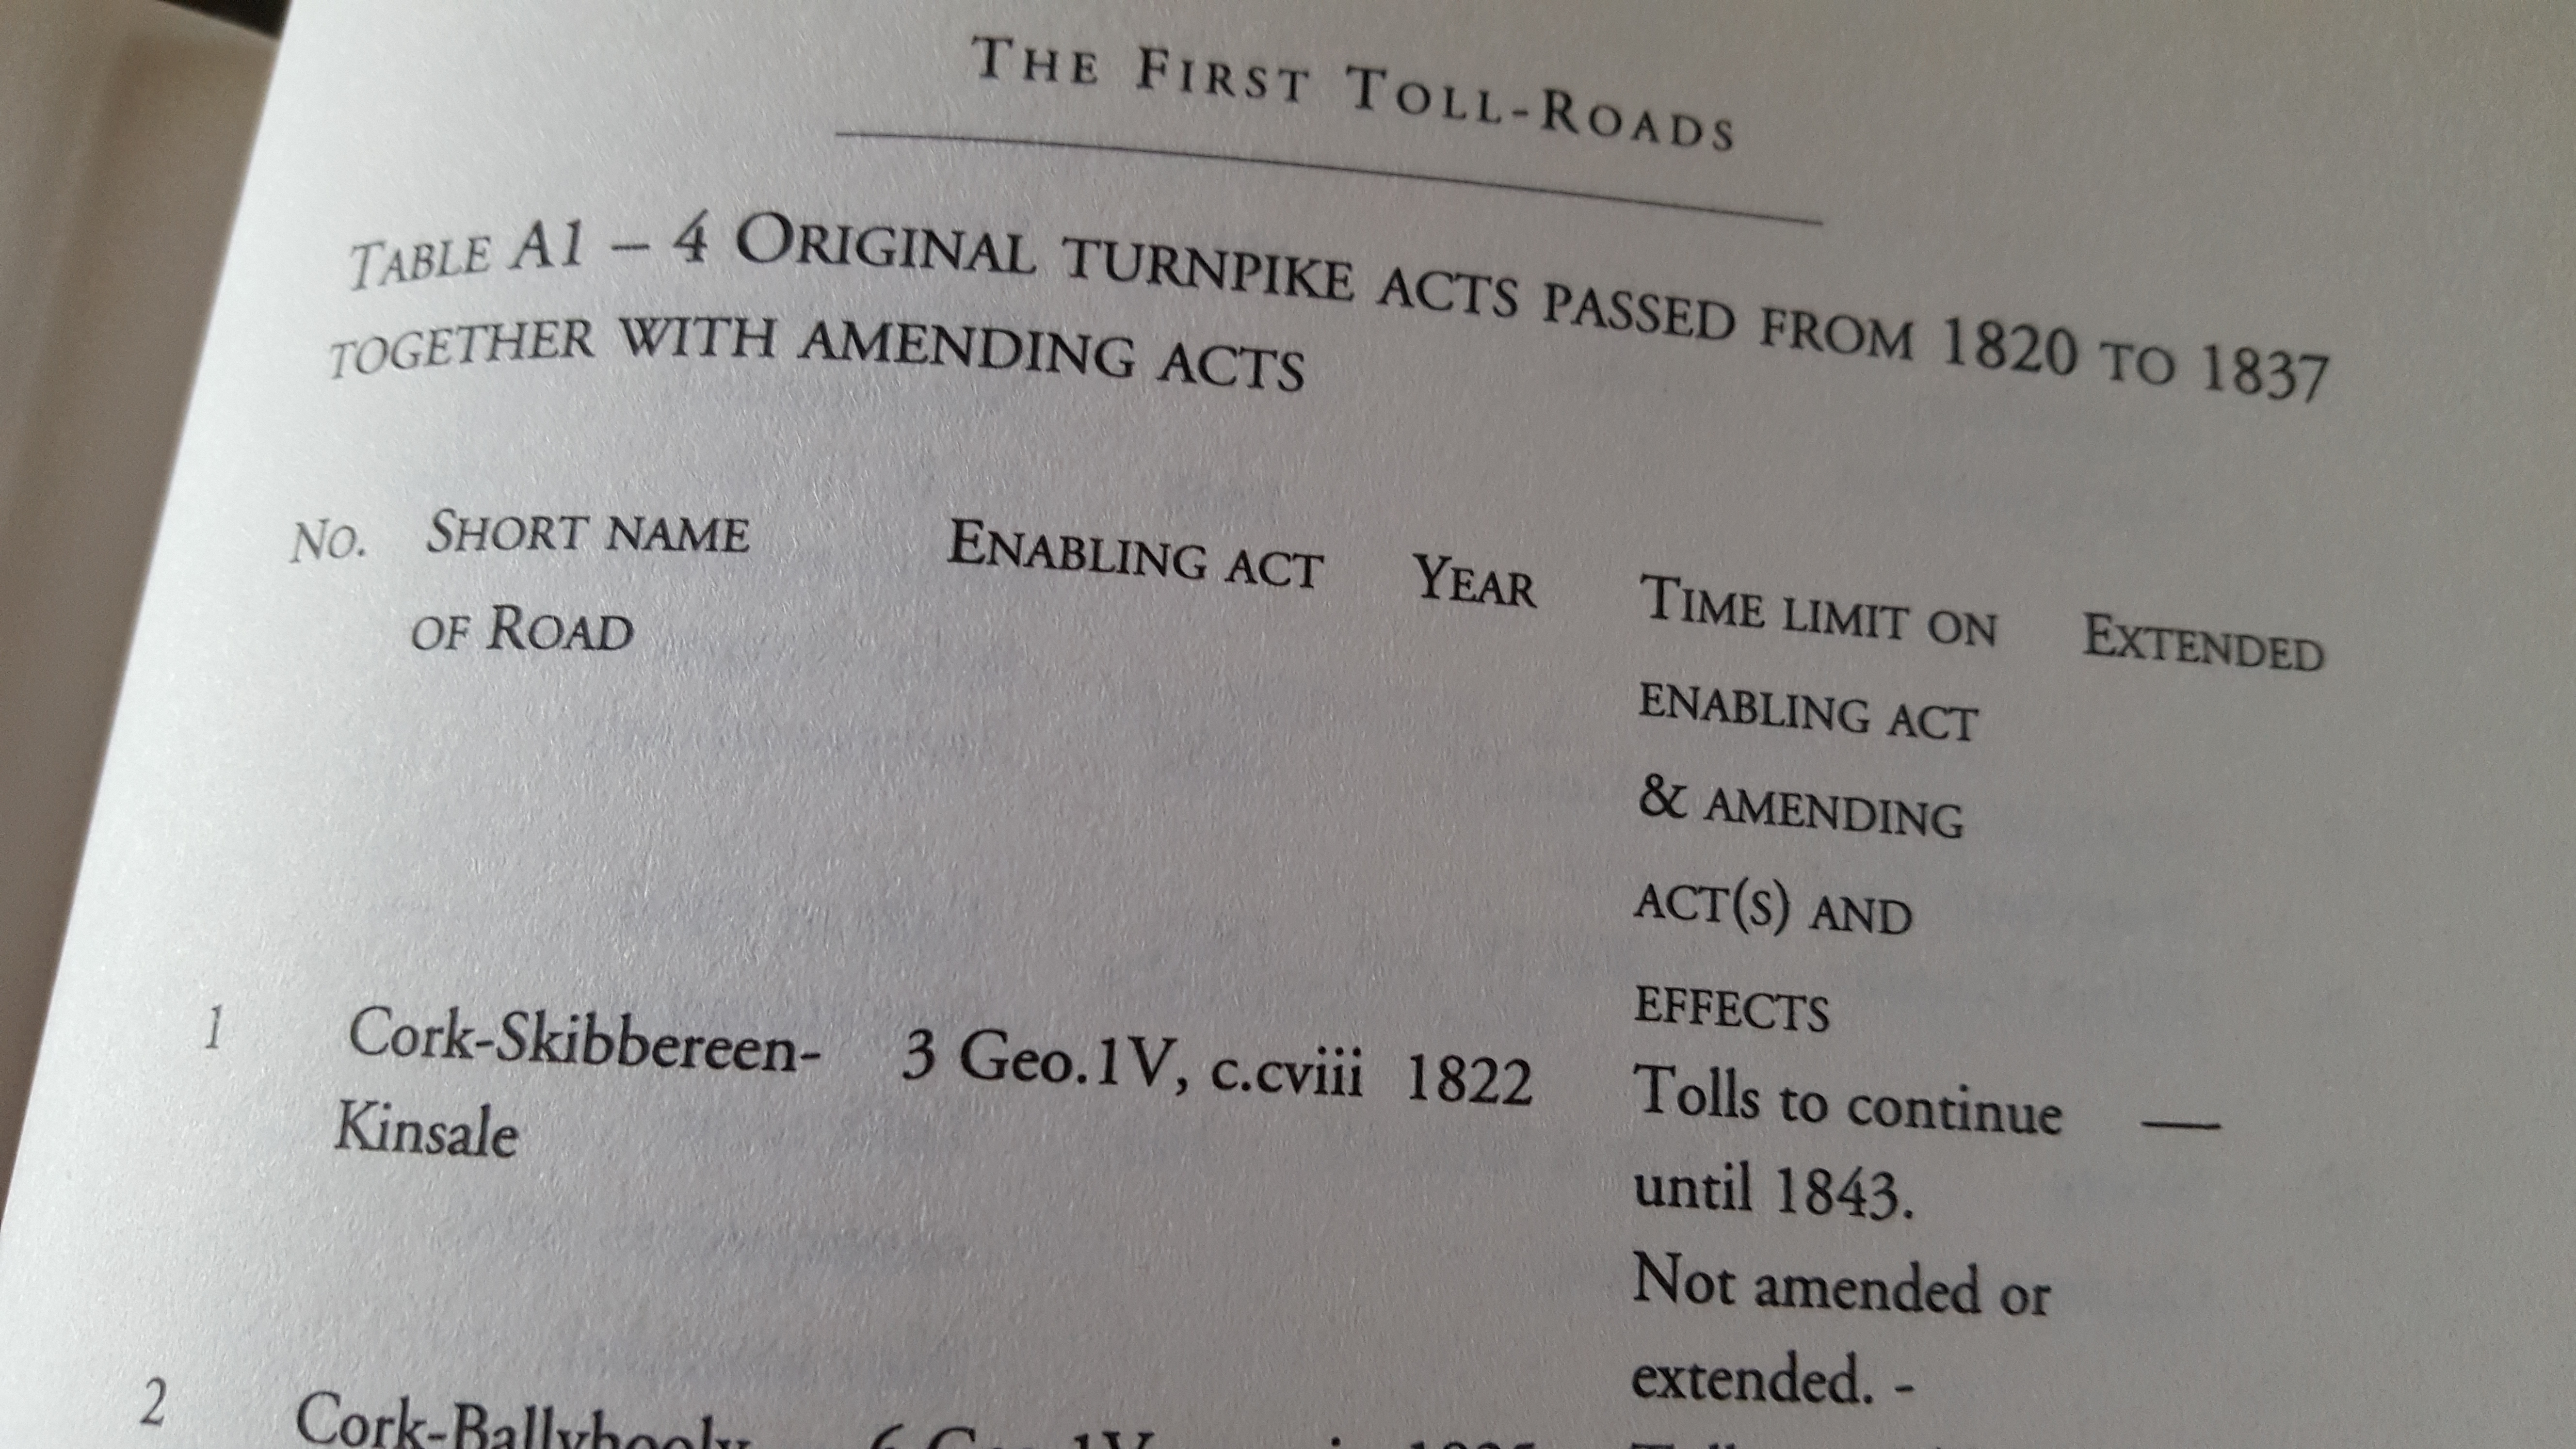 THE FIRST TOLL-ROADS
TABLE A1 – 4 ORIGINAL TURNPIKE ACTS PASSED FROM 1820 TO 1837
TOGETHER WITH AMENDING ACTS
NO. SHORT NAME ENABLING ACT YEAR TIME LIMIT ON EXTENDED
OF ROAD
ENABLING ACT
& AMENDING
ACT(S) AND
EFFECTS
1 Cork-Skibbereen- 3 Geo.1V, c.cviii 1822 Tolls to continue —
Kinsale
until 1843.
Not amended or
extended. -
2 Cork-Ballyhooly